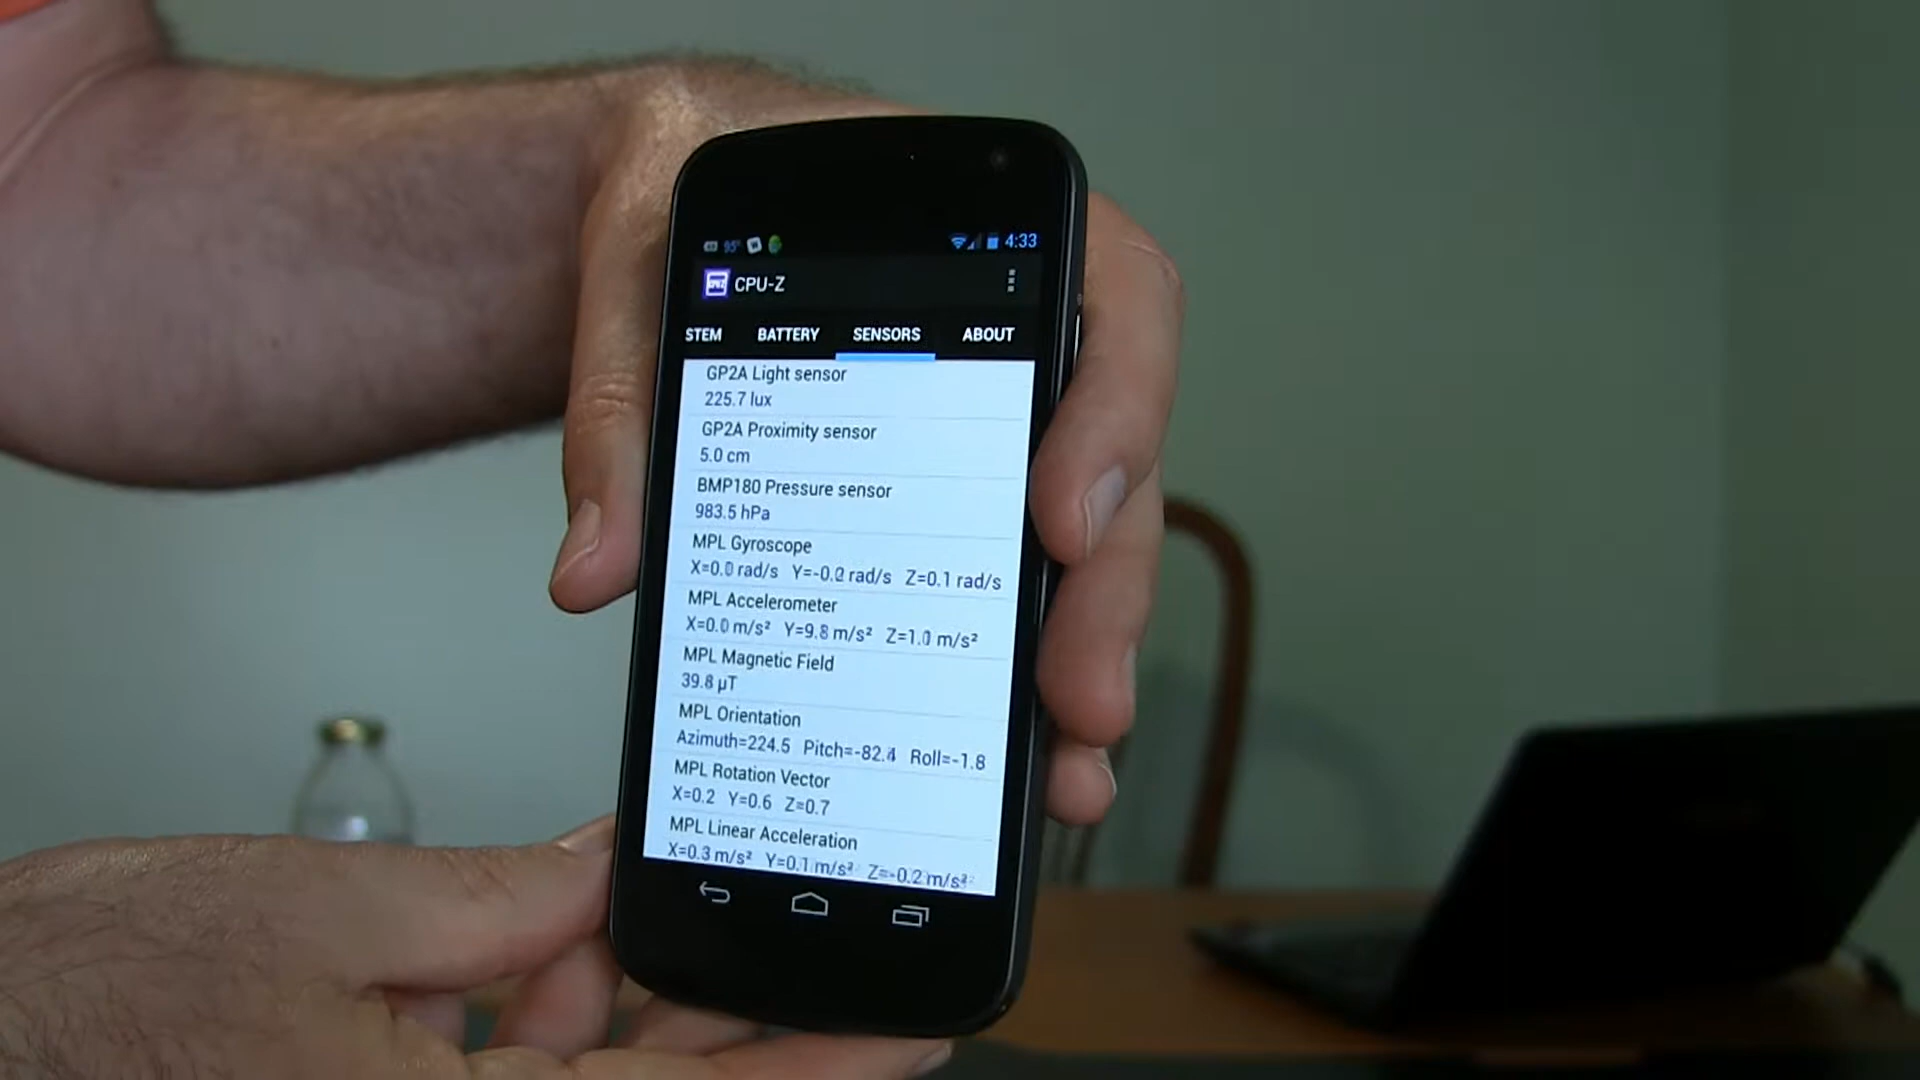 95° 4:33
CPU-Z
STEM BATTERY SENSORS ABOUT
GP2A Light sensor
225.7 lux
GP2A Proximity sensor
5.0 cm
BMP180 Pressure sensor
983.5 hPa
MPL Gyroscope
X=0.0 rad/s Y=-0.0 rad/s Z=0.1 rad/s
MPL Accelerometer
X=0.0 m/s² Y=9.8 m/s² Z=1.0 m/s²
MPL Magnetic Field
39.8 µT
MPL Orientation
Azimuth=224.5 Pitch=-82.4 Roll=-1.8
MPL Rotation Vector
X=0.2 Y=0.6 Z=0.7
MPL Linear Acceleration
X=0.3 m/s² Y=0.1 m/s² Z=-0.2 m/s²